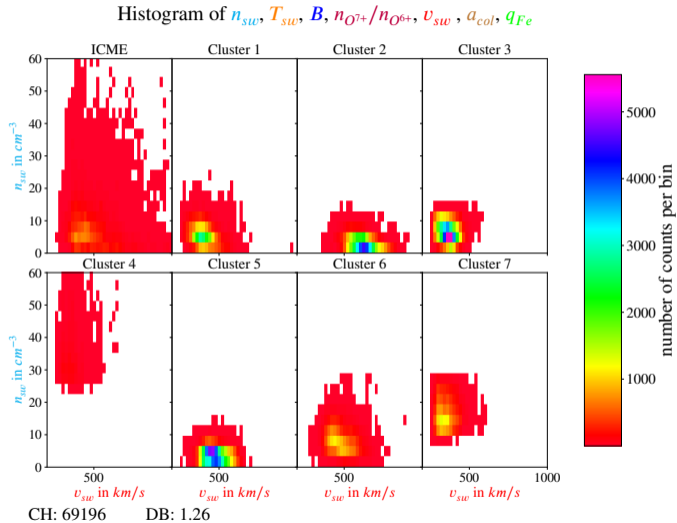 Histogram of n_sw, T_sw, B, n_O7+/n_O6+, v_sw , a_col, q_Fe
ICME Cluster 1 Cluster 2 Cluster 3
60
50
40
30
20
10
0
n_sw in cm⁻³
Cluster 4 Cluster 5 Cluster 6 Cluster 7
60
50
40
30
20
10
0
n_sw in cm⁻³
500 500 500 500 1000
v_sw in km/s v_sw in km/s v_sw in km/s v_sw in km/s
5000
4000
3000
2000
1000
number of counts per bin
CH: 69196 DB: 1.26